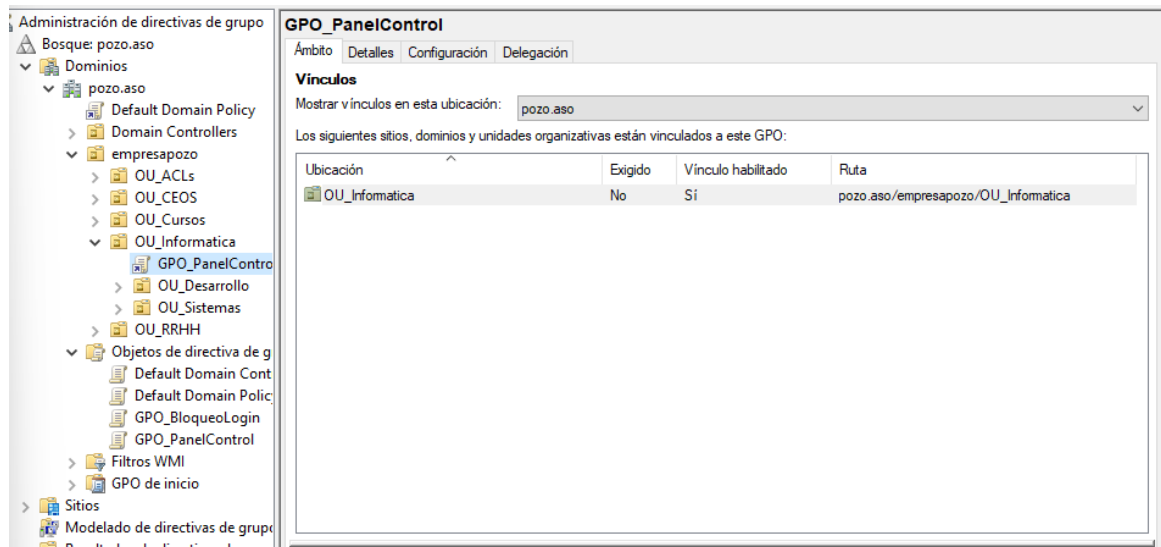 Administración de directivas de grupo
Bosque: pozo.aso
Dominios
pozo.aso
Default Domain Policy
Domain Controllers
empresapozo
OU_ACLs
OU_CEOS
OU_Cursos
OU_Informatica
GPO_PanelContro
OU_Desarrollo
OU_Sistemas
OU_RRHH
Objetos de directiva de g
Default Domain Cont
Default Domain Polic
GPO_BloqueoLogin
GPO_PanelControl
Filtros WMI
GPO de inicio
Sitios
Modelado de directivas de grupo
GPO_PanelControl
Ámbito Detalles Configuración Delegación
Vínculos
Mostrar vínculos en esta ubicación: pozo.aso
Los siguientes sitios, dominios y unidades organizativas están vinculados a este GPO:
Ubicación Exigido Vínculo habilitado Ruta
OU_Informatica No Sí pozo.aso/empresapozo/OU_Informatica